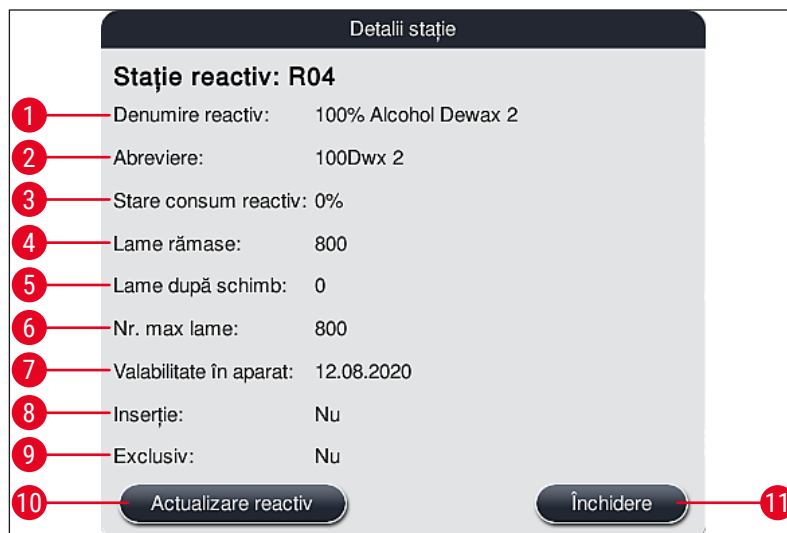 Detalii stație
Stație reactiv: R04
1 Denumire reactiv: 100% Alcohol Dewax 2
2 Abreviere: 100Dwx 2
3 Stare consum reactiv: 0%
4 Lame rămase: 800
5 Lame după schimb: 0
6 Nr. max lame: 800
7 Valabilitate în aparat: 12.08.2020
8 Inserție: Nu
9 Exclusiv: Nu
10 Actualizare reactiv Închidere 11